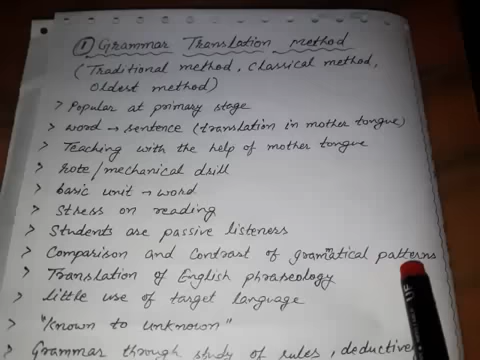 ① Grammar Translation method
(Traditional method, Classical method,
Oldest method)
> Popular at primary stage
> word → sentence (translation in mother tongue)
> Teaching with the help of mother tongue
> Rote/mechanical drill
> basic unit → word
> Stress on reading
> Students are passive listeners
> Comparison and Contrast of gramatical patterns
> Translation of English phraseology
> little use of target language
> "Known to unknown"
> Grammar through study of rules, deductive
UF